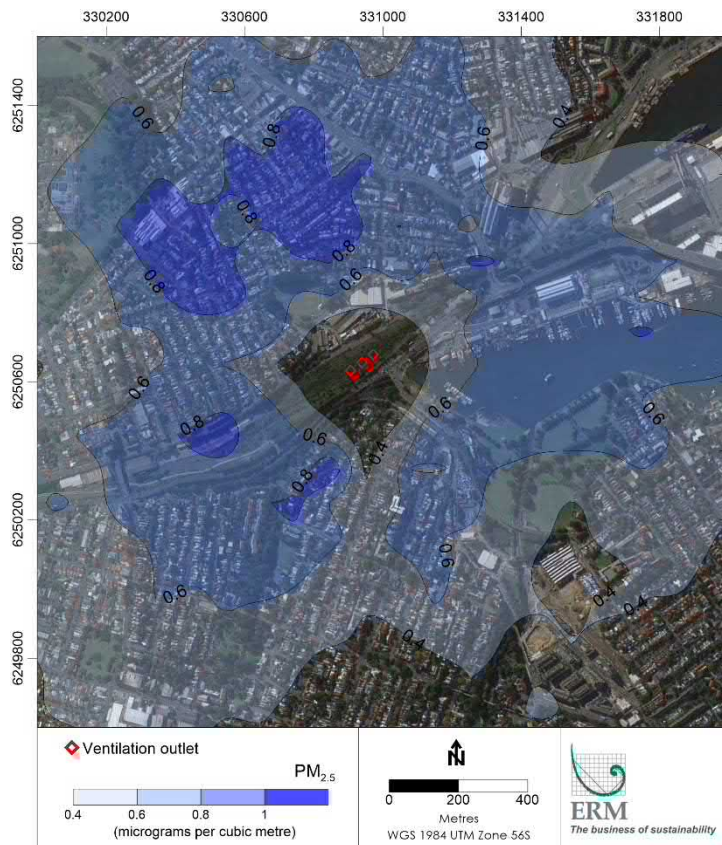 330200 330600 331000 331400 331800
6251400
6251000
6250600
6250200
6249800
0.6
0.8
0.6
0.4
0.8
0.8
0.8
0.6
0.6
0.8
0.6
0.8
0.4
0.6
0.6
0.6
0.6
0.4
0.4
0.4
Ventilation outlet
PM2.5
0.4 0.6 0.8 1
(micrograms per cubic metre)
N
0 200 400
Metres
WGS 1984 UTM Zone 56S
ERM
The business of sustainability